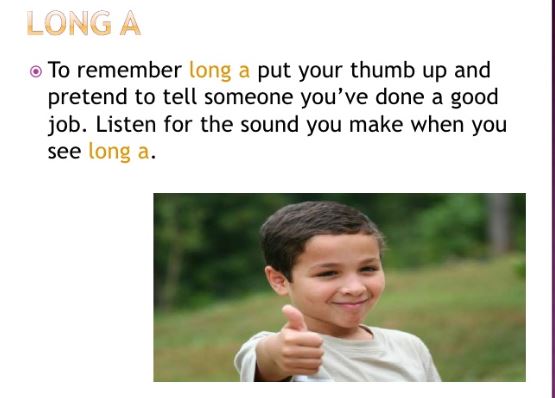 LONG A
To remember long a put your thumb up and
pretend to tell someone you’ve done a good
job. Listen for the sound you make when you
see long a.